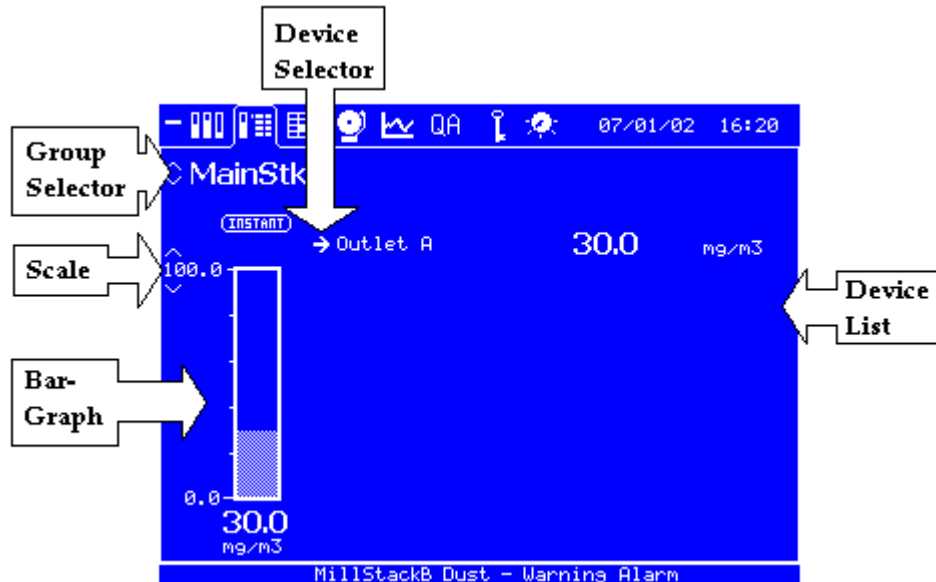 Device
Selector
QA 07/01/02 16:20
Group
Selector
MainStk
INSTANT
Outlet A 30.0 mg/m3
Scale
100.0
Device
List
Bar-
Graph
0.0
30.0
mg/m3
MillStackB Dust - Warning Alarm